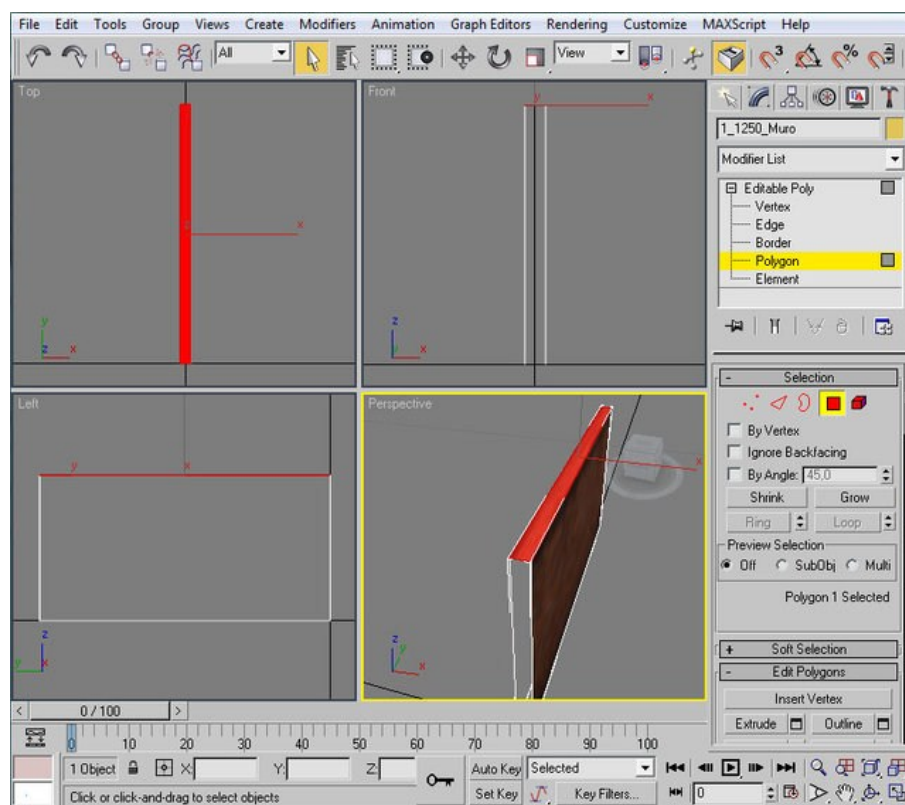 File Edit Tools Group Views Create Modifiers Animation Graph Editors Rendering Customize MAXScript Help
All View 3 %
Top Front
1_1250_Muro
Modifier List
Editable Poly
Vertex
Edge
Border
Polygon
Element
Left Perspective
Selection
By Vertex
Ignore Backfacing
By Angle: 45,0
Shrink Grow
Ring Loop
Preview Selection
Off SubObj Multi
Polygon 1 Selected
Soft Selection
Edit Polygons
Insert Vertex
Extrude Outline
0 / 100
0 10 20 30 40 50 60 70 80 90 100
1 Object X: Y: Z: Auto Key Selected
Click or click-and-drag to select objects Set Key Key Filters... 0